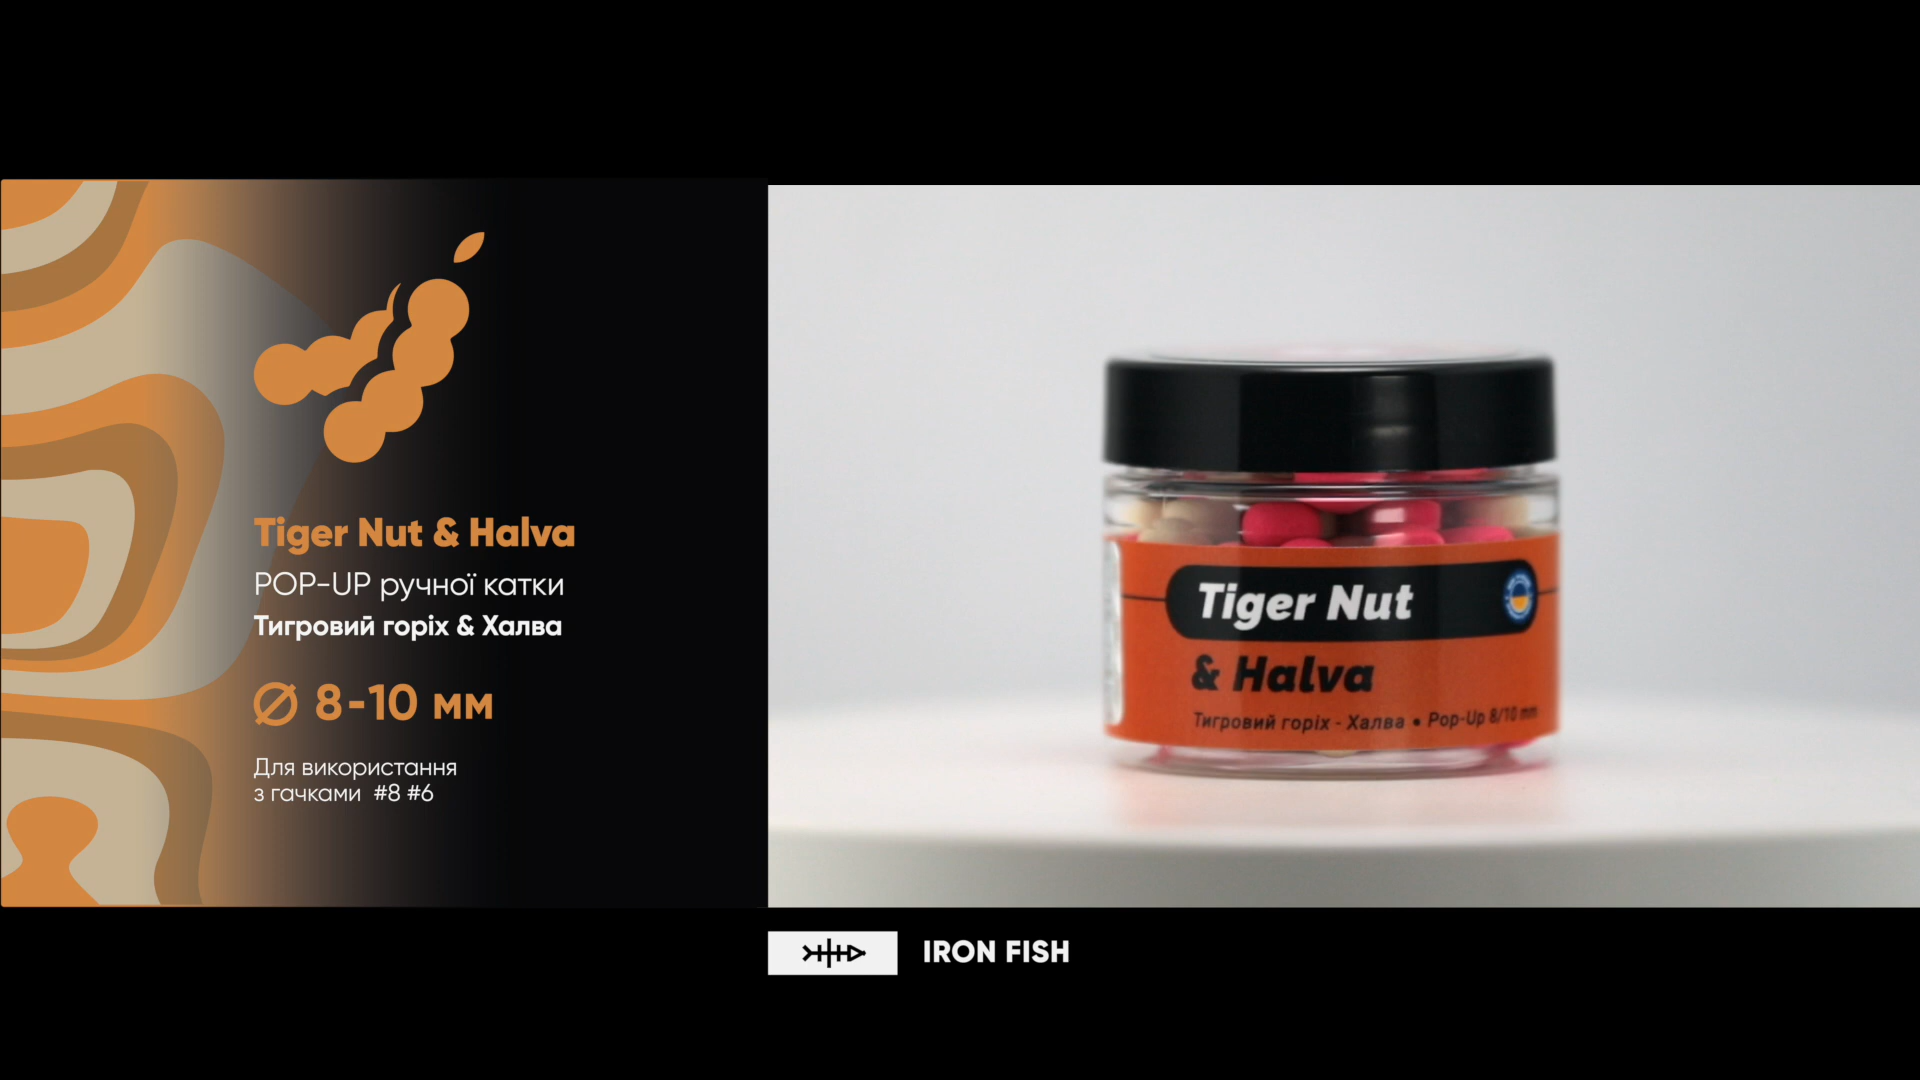 Tiger Nut & Halva
POP-UP ручної катки
Тигровий горіх & Халва
Ø 8-10 мм
Для використання
з гачками #8 #6
Tiger Nut
& Halva
Тигровий горіх - Халва • Pop-Up 8/10 mm
IRON FISH